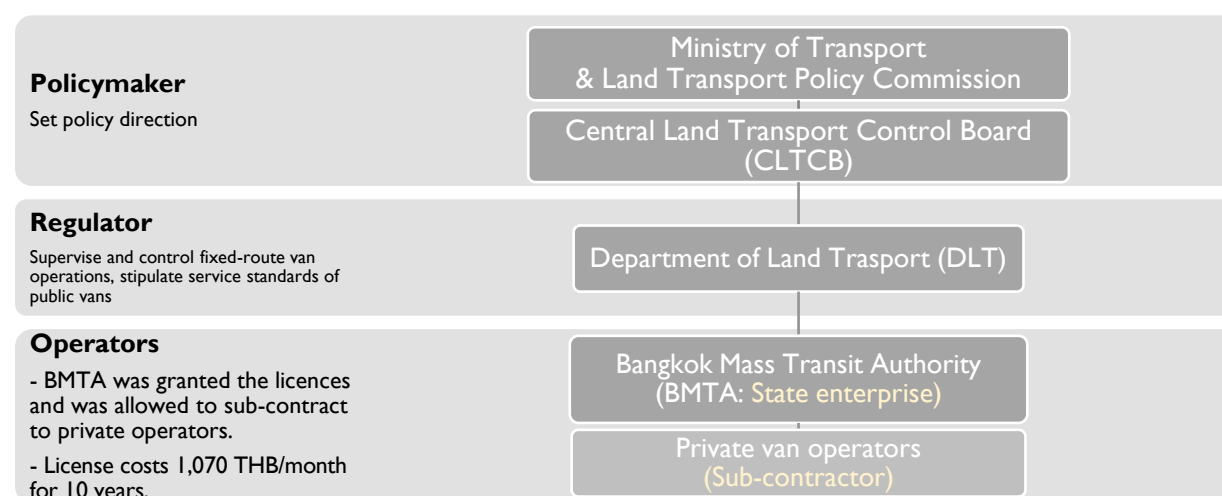 Policymaker
Set policy direction
Ministry of Transport
& Land Transport Policy Commission
Central Land Transport Control Board
(CLTCB)
Regulator
Supervise and control fixed-route van
operations, stipulate service standards of
public vans
Department of Land Trasport (DLT)
Operators
- BMTA was granted the licences
and was allowed to sub-contract
to private operators.
- License costs 1,070 THB/month
for 10 years.
Bangkok Mass Transit Authority
(BMTA: State enterprise)
Private van operators
(Sub-contractor)